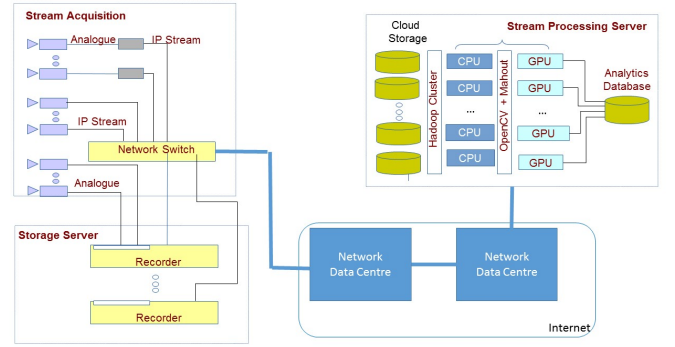 Stream Acquisition
Analogue
IP Stream
IP Stream
Network Switch
Analogue
Storage Server
Recorder
Recorder
Cloud
Storage
Stream Processing Server
Hadoop Cluster
CPU
CPU
...
CPU
CPU
OpenCV + Mahout
GPU
GPU
...
GPU
GPU
Analytics
Database
Network
Data Centre
Network
Data Centre
Internet